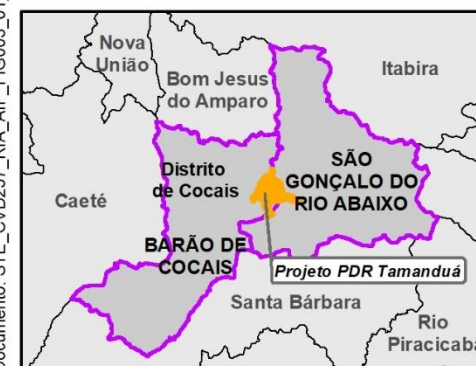 Nova
União
Bom Jesus
do Amparo
Itabira
Caeté
Distrito
de Cocais
SÃO
GONÇALO DO
RIO ABAIXO
BARÃO DE
COCAIS
Projeto PDR Tamanduá
Santa Bárbara
Rio
Piracicaba